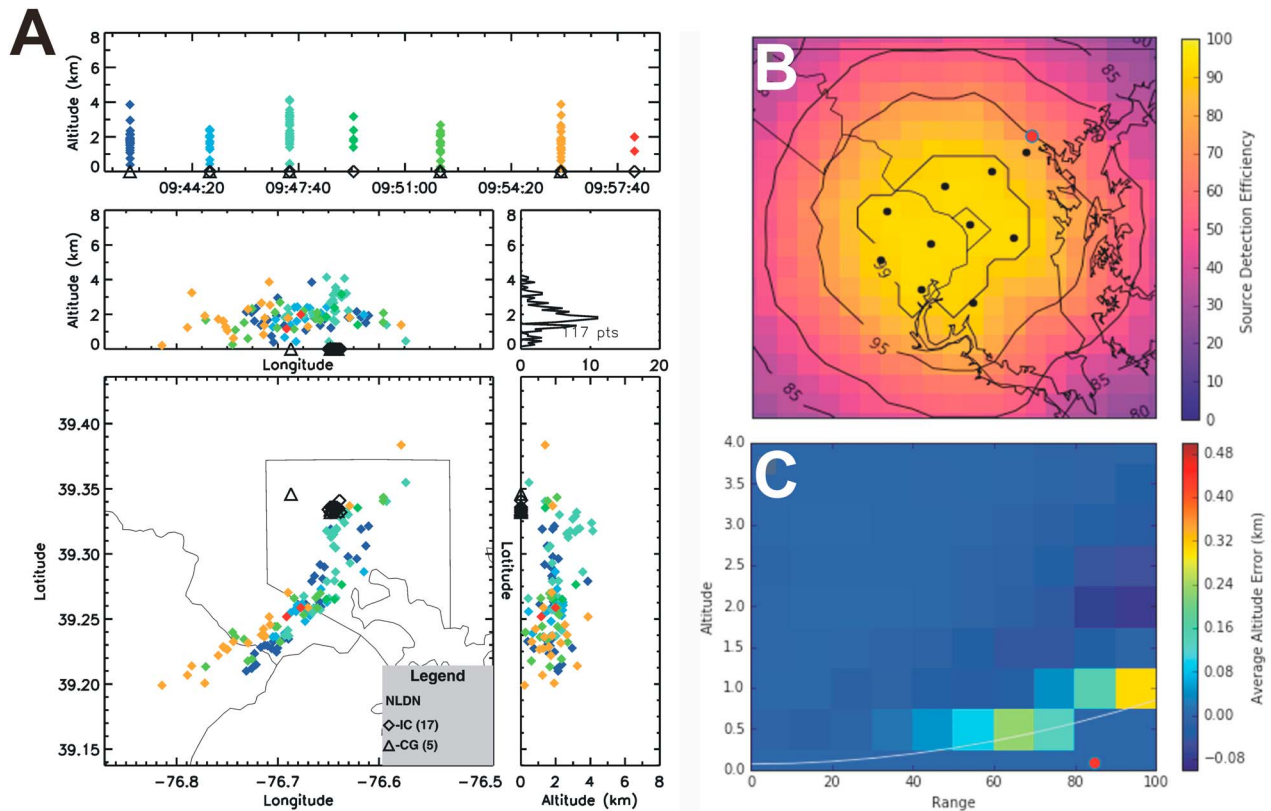 A
8
6
4
2
0
Altitude (km)
09:44:20 09:47:40 09:51:00 09:54:20 09:57:40
8
6
4
2
0
Altitude (km)
Longitude
8
6
4
2
0
117 pts
0 10 20
39.40
39.35
39.30
39.25
39.20
39.15
Latitude
−76.8 −76.7 −76.6 −76.5
Longitude
Legend
NLDN
-IC (17)
-CG (5)
Latitude
0 2 4 6 8
Altitude (km)
B
85
99
95
85
85
80
100
90
80
70
60
50
40
30
20
10
0
Source Detection Efficiency
C
4.0
3.5
3.0
2.5
2.0
1.5
1.0
0.5
0.0
Altitude
0 20 40 60 80 100
Range
0.48
0.40
0.32
0.24
0.16
0.08
0.00
−0.08
Average Altitude Error (km)